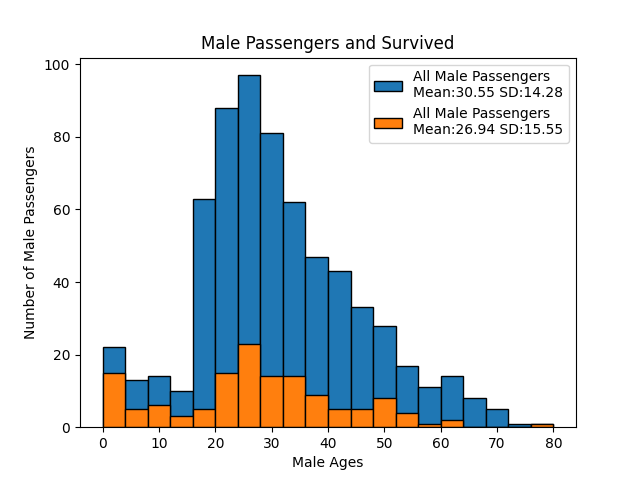 Male Passengers and Survived
All Male Passengers
Mean:30.55 SD:14.28
All Male Passengers
Mean:26.94 SD:15.55
Number of Male Passengers
100
80
60
40
20
0
0 10 20 30 40 50 60 70 80
Male Ages